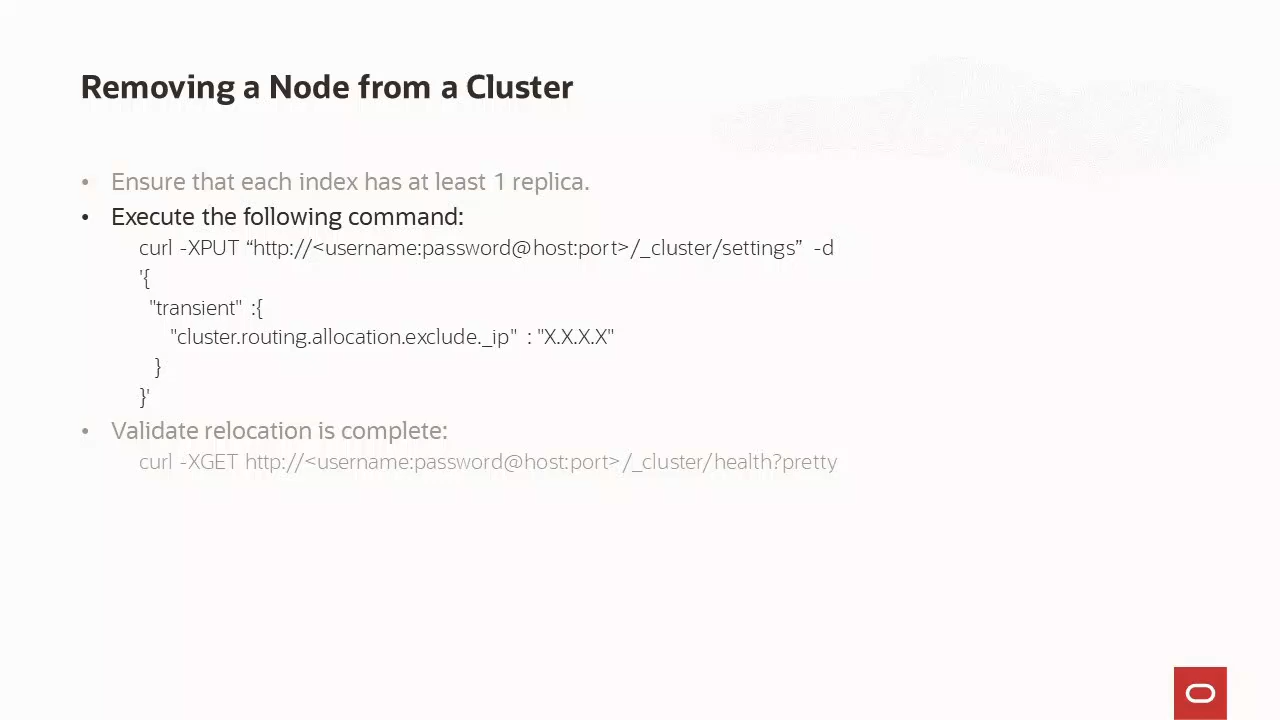 Removing a Node from a Cluster
• Ensure that each index has at least 1 replica.
• Execute the following command:
curl -XPUT “http://<username:password@host:port>/_cluster/settings” -d
'{
"transient" :{
"cluster.routing.allocation.exclude._ip" : "X.X.X.X"
}
}'
• Validate relocation is complete:
curl -XGET http://<username:password@host:port>/_cluster/health?pretty